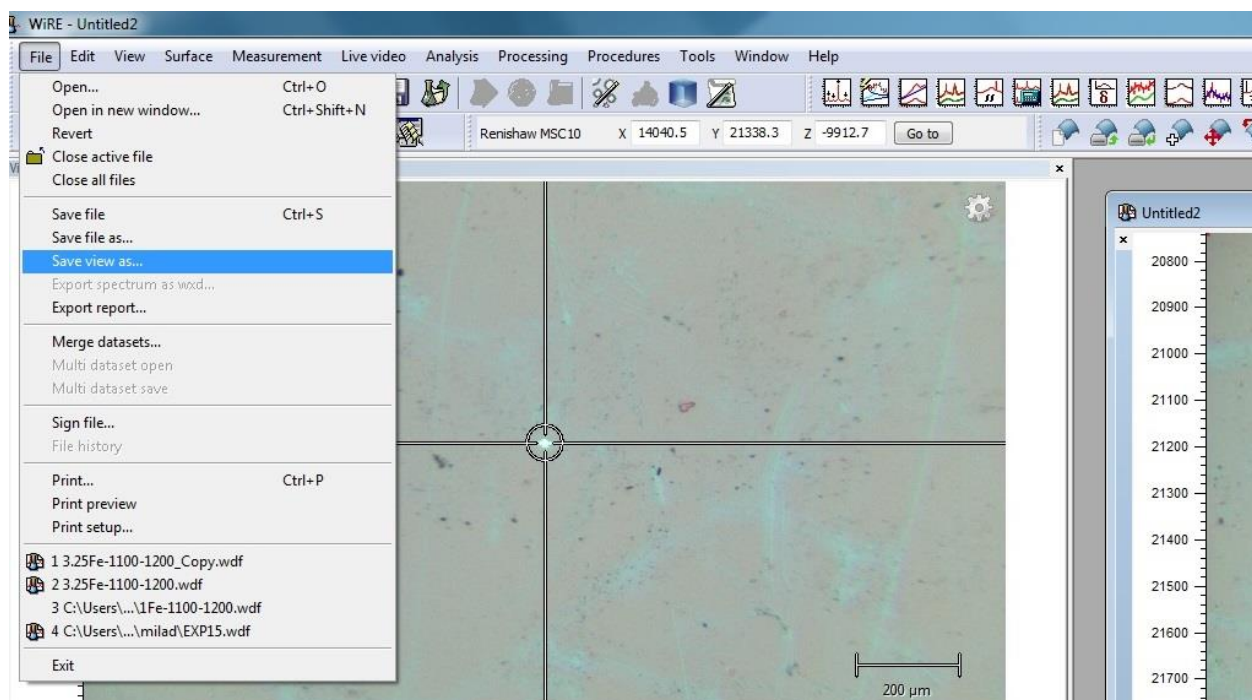 WiRE - Untitled2
File Edit View Surface Measurement Live video Analysis Processing Procedures Tools Window Help
Open... Ctrl+O
Open in new window... Ctrl+Shift+N
Revert
Close active file
Close all files
Save file Ctrl+S
Save file as...
Save view as...
Export spectrum as wxd...
Export report...
Merge datasets...
Multi dataset open
Multi dataset save
Sign file...
File history
Print... Ctrl+P
Print preview
Print setup...
1 3.25Fe-1100-1200_Copy.wdf
2 3.25Fe-1100-1200.wdf
3 C:\Users\...\1Fe-1100-1200.wdf
4 C:\Users\...\milad\EXP15.wdf
Exit
Renishaw MSC10 X 14040.5 Y 21338.3 Z -9912.7 Go to
200 µm
Untitled2
20800
20900
21000
21100
21200
21300
21400
21500
21600
21700